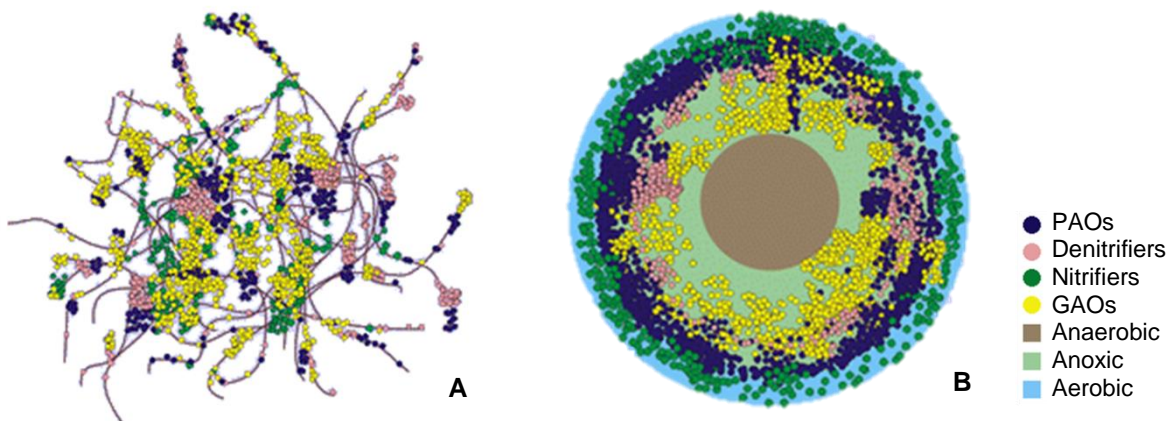 A
B
PAOs
Denitrifiers
Nitrifiers
GAOs
Anaerobic
Anoxic
Aerobic